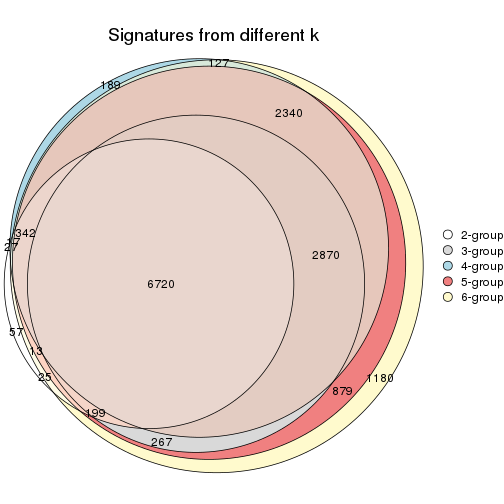 Signatures from different k
127
189
2340
342
27
2870
6720
57
13
25
1180
879
199
267
2-group
3-group
4-group
5-group
6-group